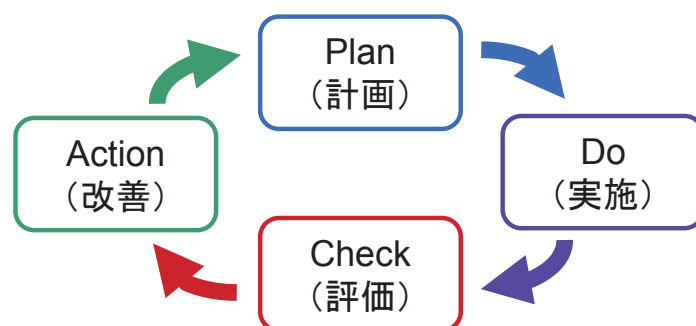 Plan
（計画）
Do
（実施）
Check
（評価）
Action
（改善）